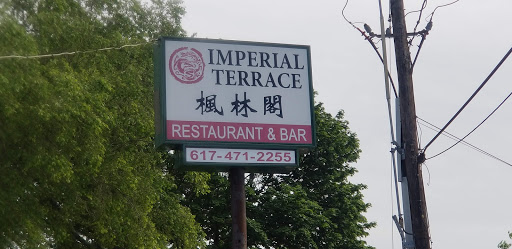 IMPERIAL
TERRACE
楓林閣
RESTAURANT & BAR
617-471-2255